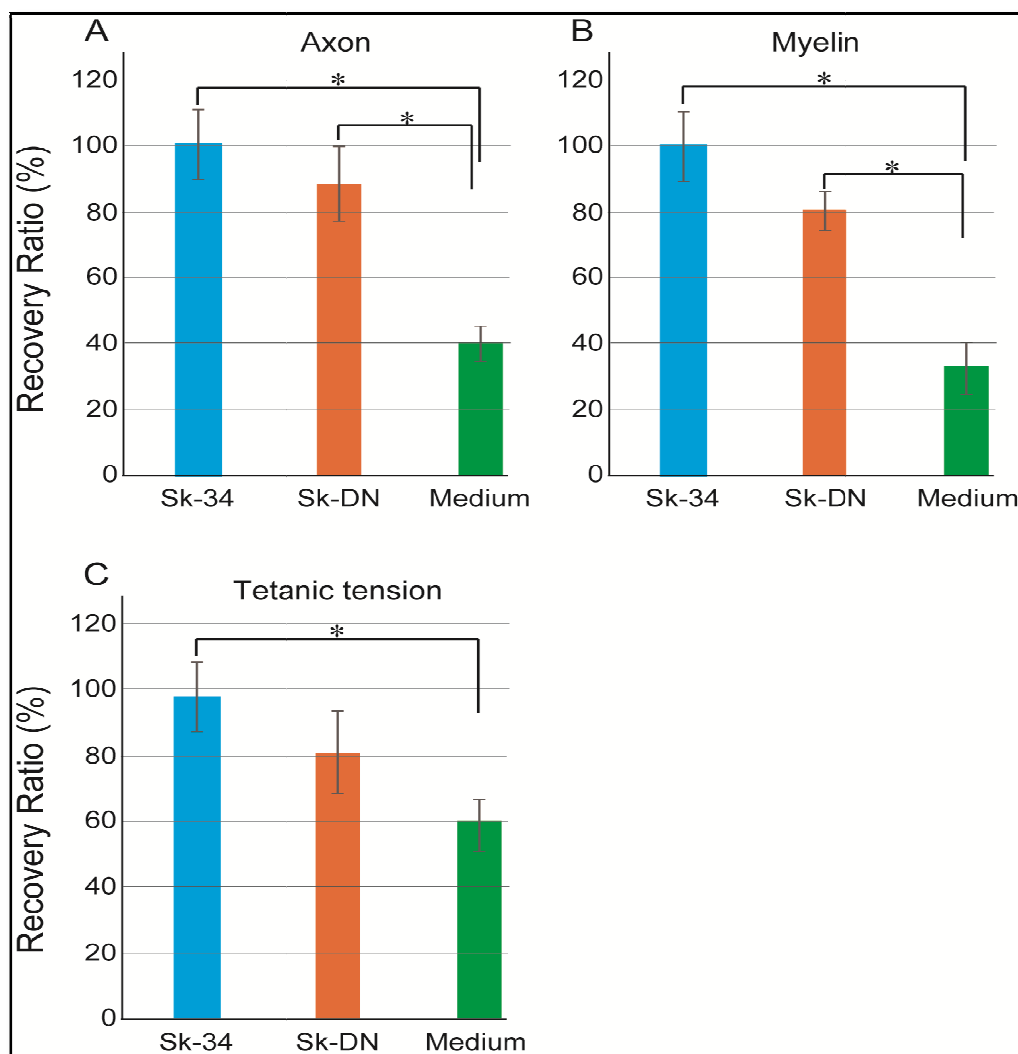 A
Axon
Recovery Ratio (%)
120
100
80
60
40
20
0
*
*
Sk-34 Sk-DN Medium
B
Myelin
120
100
80
60
40
20
0
*
*
Sk-34 Sk-DN Medium
C
Tetanic tension
Recovery Ratio (%)
120
100
80
60
40
20
0
*
Sk-34 Sk-DN Medium